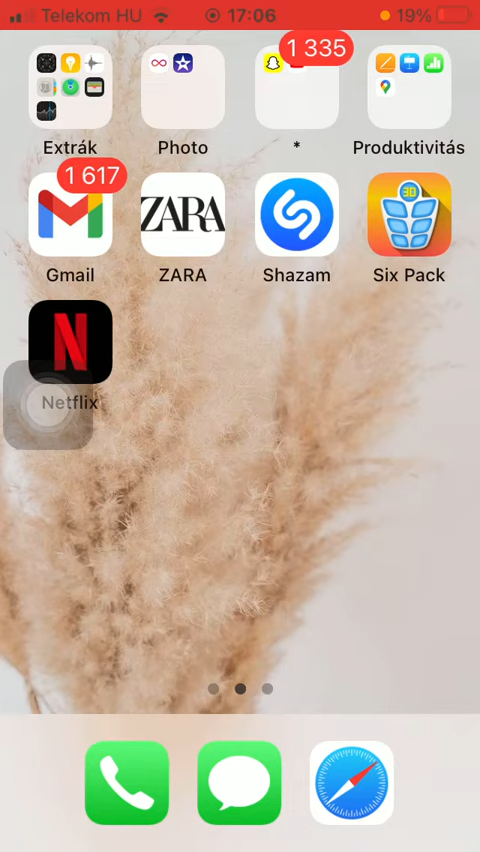 Telekom HU 17:06 19%
1 335
Extrák Photo * Produktivitás
1 617
ZARA
30
Gmail ZARA Shazam Six Pack
N
Netflix